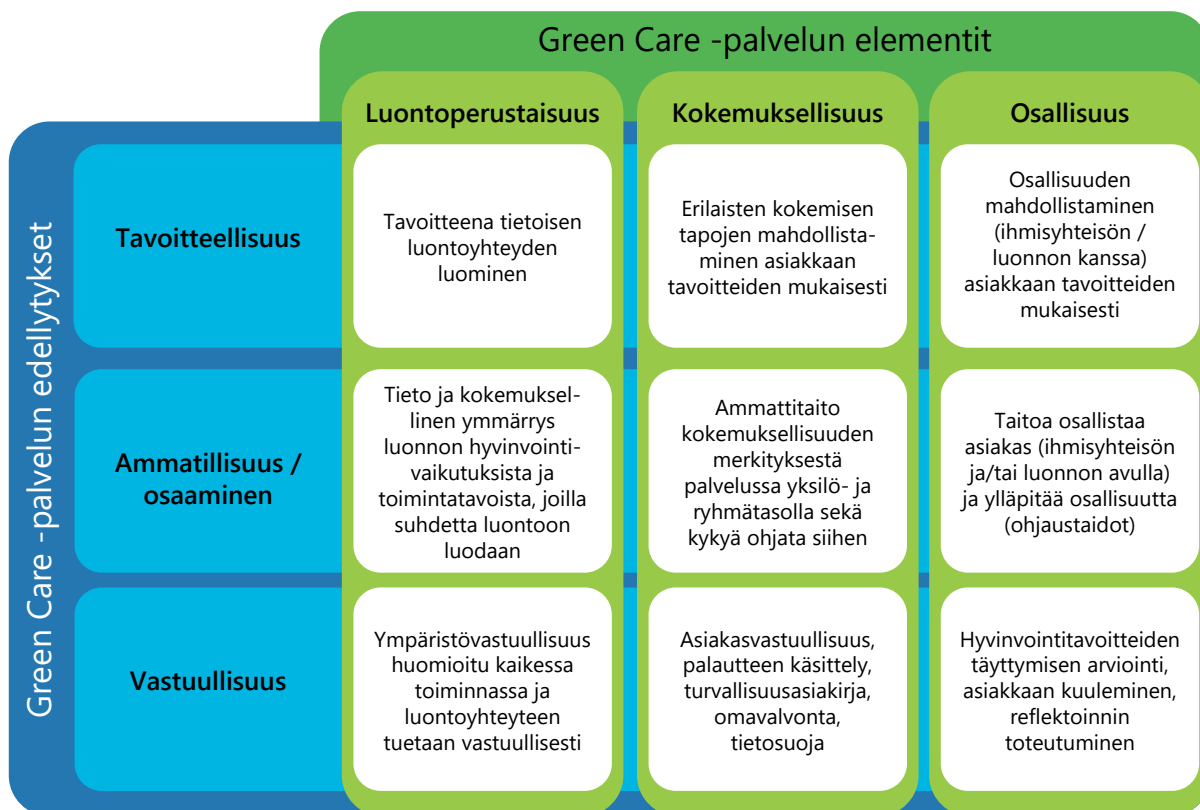 Green Care -palvelun elementit
Luontoperustaisuus
Kokemuksellisuus
Osallisuus
Green Care -palvelun edellytykset
Tavoitteellisuus
Tavoitteena tietoisen
luontoyhteyden
luominen
Erilaisten kokemisen
tapojen mahdollista-
minen asiakkaan
tavoitteiden mukaisesti
Osallisuuden
mahdollistaminen
(ihmisyhteisön /
luonnon kanssa)
asiakkaan tavoitteiden
mukaisesti
Ammatillisuus /
osaaminen
Tieto ja kokemuksel-
linen ymmärrys
luonnon hyvinvointi-
vaikutuksista ja
toimintatavoista, joilla
suhdetta luontoon
luodaan
Ammattitaito
kokemuksellisuuden
merkityksestä
palvelussa yksilö- ja
ryhmätasolla sekä
kykyä ohjata siihen
Taitoa osallistaa
asiakas (ihmisyhteisön
ja/tai luonnon avulla)
ja ylläpitää osallisuutta
(ohjaustaidot)
Vastuullisuus
Ympäristövastuullisuus
huomioitu kaikessa
toiminnassa ja
luontoyhteyteen
tuetaan vastuullisesti
Asiakasvastuullisuus,
palautteen käsittely,
turvallisuusasiakirja,
omavalvonta,
tietosuoja
Hyvinvointitavoitteiden
täyttymisen arviointi,
asiakkaan kuuleminen,
reflektoinnin
toteutuminen